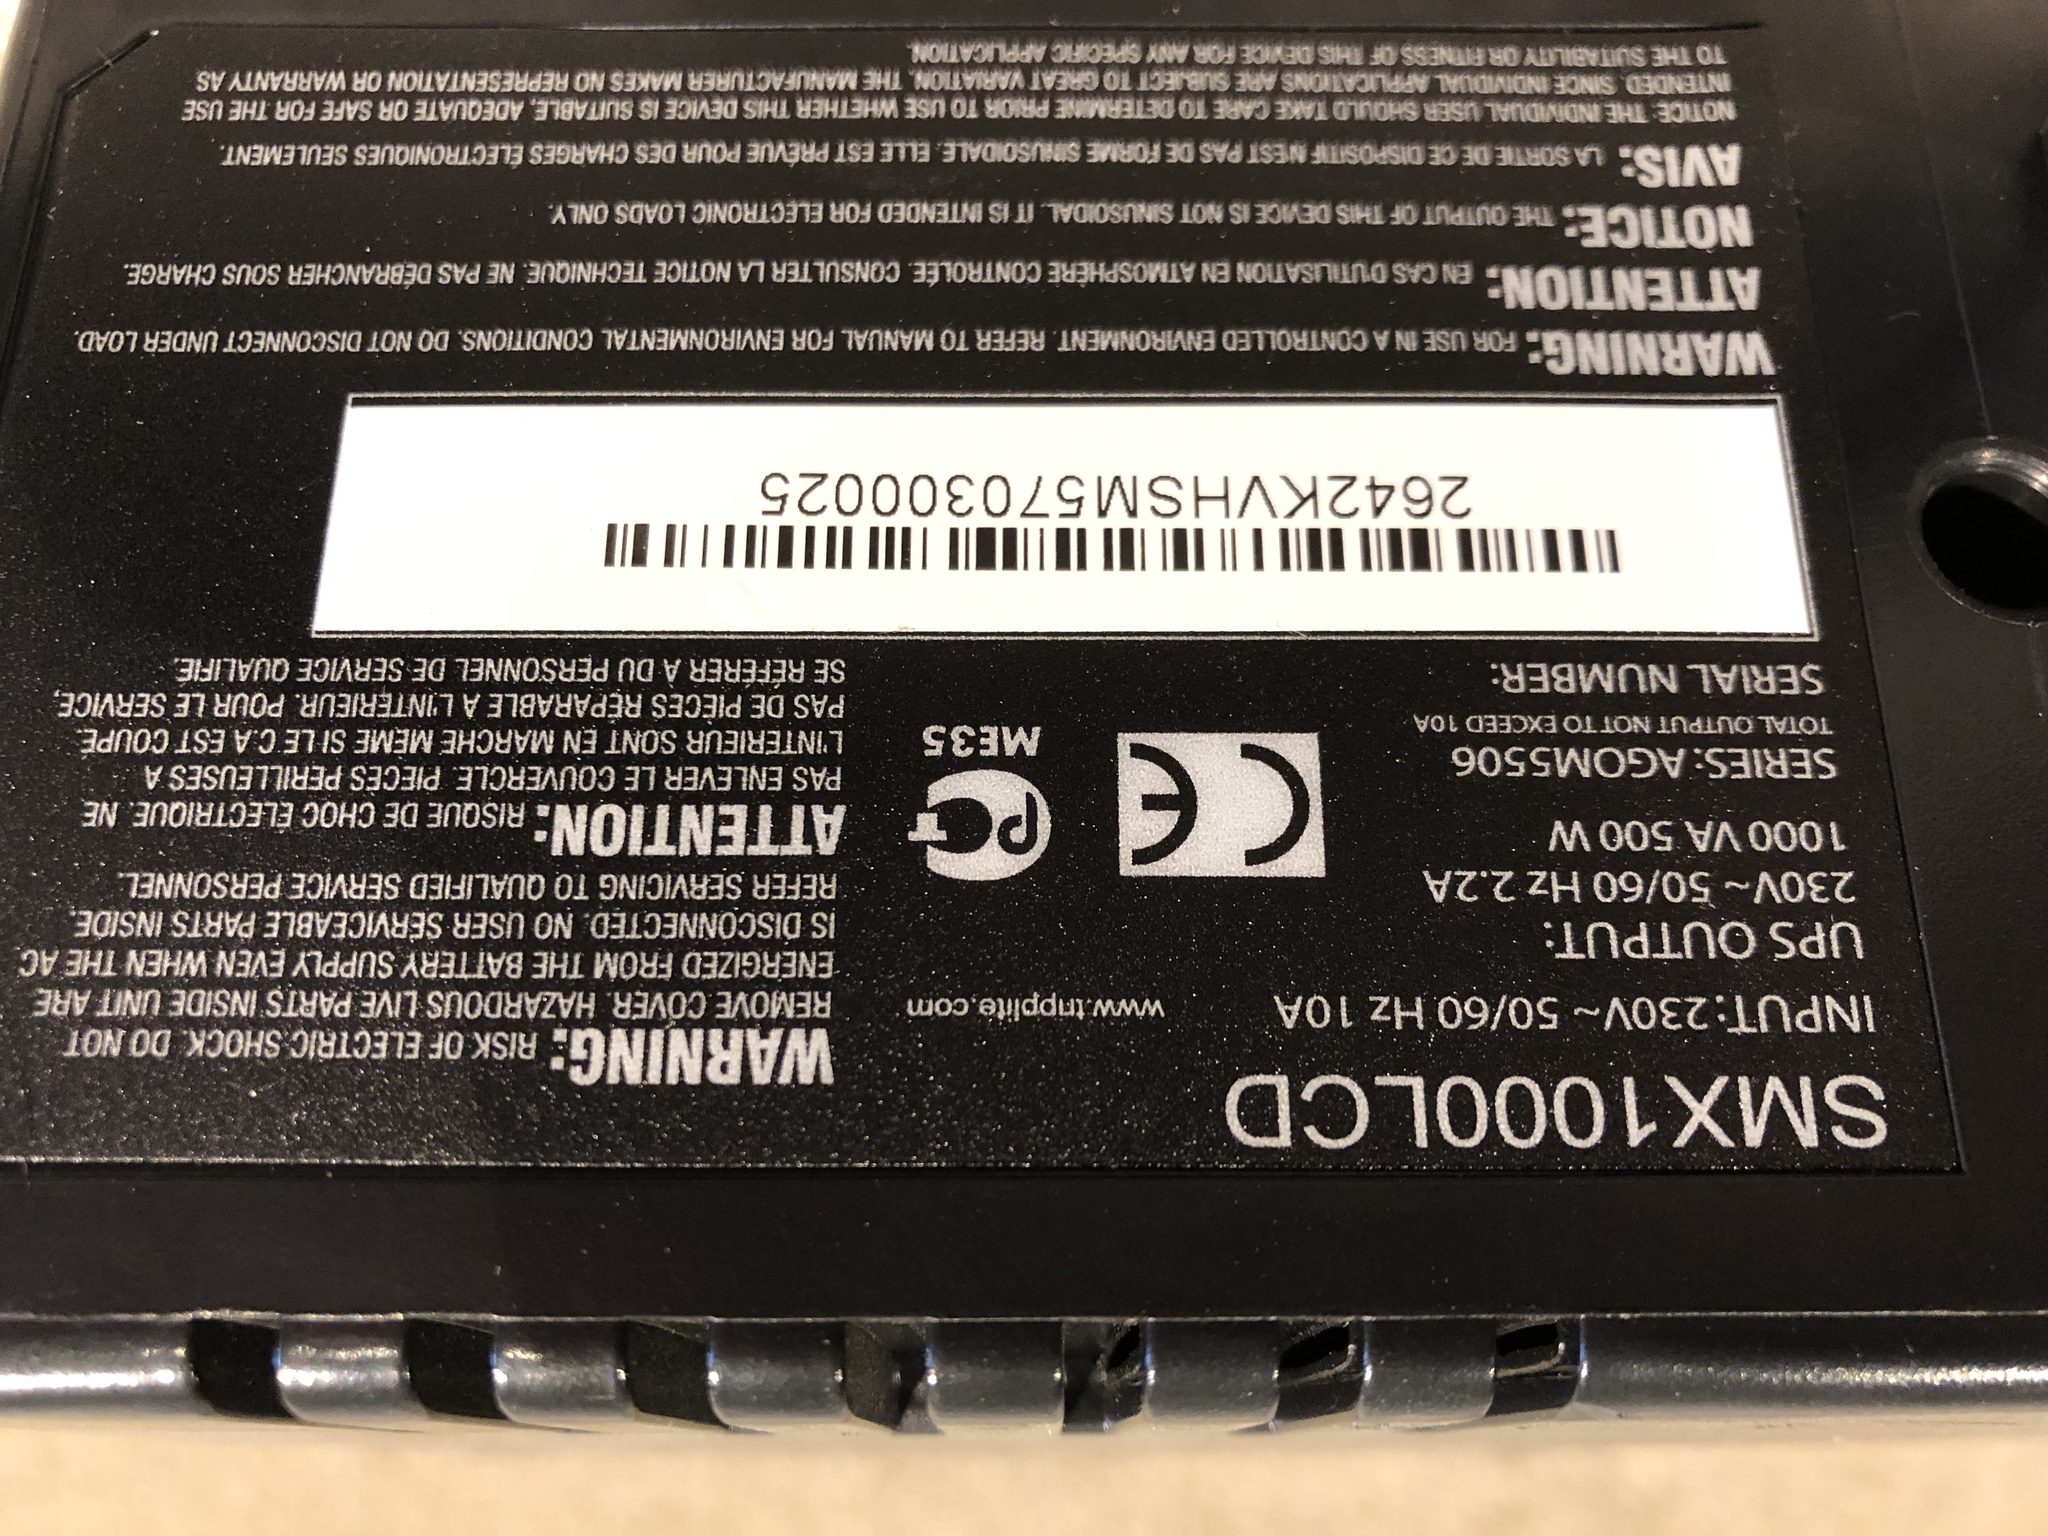 SMX1000LCD
INPUT: 230V~ 50/60 Hz 10A
UPS OUTPUT:
230V~ 50/60 Hz 2.2A
1000 VA 500 W
SERIES: AGOM5506
TOTAL OUTPUT NOT TO EXCEED 10A
SERIAL NUMBER:
www.tripplite.com
CE
PCT
ME35
WARNING: RISK OF ELECTRIC SHOCK. DO NOT
REMOVE COVER. HAZARDOUS LIVE PARTS INSIDE UNIT ARE
ENERGIZED FROM THE BATTERY SUPPLY EVEN WHEN THE AC
IS DISCONNECTED. NO USER SERVICEABLE PARTS INSIDE.
REFER SERVICING TO QUALIFIED SERVICE PERSONNEL.
ATTENTION: RISQUE DE CHOC ÉLECTRIQUE. NE
PAS ENLEVER LE COUVERCLE. PIECES PERILLEUSES A
L'INTERIEUR SONT EN MARCHE MEME SI LE C.A EST COUPE.
PAS DE PIECES REPARABLE A L'INTERIEUR. POUR LE SERVICE,
SE REFERER A DU PERSONNEL DE SERVICE QUALIFIE.
2642KVHSM570300025
WARNING: FOR USE IN A CONTROLLED ENVIRONMENT. REFER TO MANUAL FOR ENVIRONMENTAL CONDITIONS. DO NOT DISCONNECT UNDER LOAD.
ATTENTION: EN CAS D'UTILISATION EN ATMOSPHÈRE CONTROLÉE. CONSULTER LA NOTICE TECHNIQUE. NE PAS DÉBRANCHER SOUS CHARGE.
NOTICE: THE OUTPUT OF THIS DEVICE IS NOT SINUSOIDAL. IT IS INTENDED FOR ELECTRONIC LOADS ONLY.
AVIS: LA SORTIE DE CE DISPOSITIF N'EST PAS DE FORME SINUSOIDALE. ELLE EST PRÉVUE POUR DES CHARGES ÉLECTRONIQUES SEULEMENT.
NOTICE: THE INDIVIDUAL USER SHOULD TAKE CARE TO DETERMINE PRIOR TO USE WHETHER THIS DEVICE IS SUITABLE, ADEQUATE OR SAFE FOR THE USE
INTENDED. SINCE INDIVIDUAL APPLICATIONS ARE SUBJECT TO GREAT VARIATION, THE MANUFACTURER MAKES NO REPRESENTATION OR WARRANTY AS
TO THE SUITABILITY OR FITNESS OF THIS DEVICE FOR ANY SPECIFIC APPLICATION.